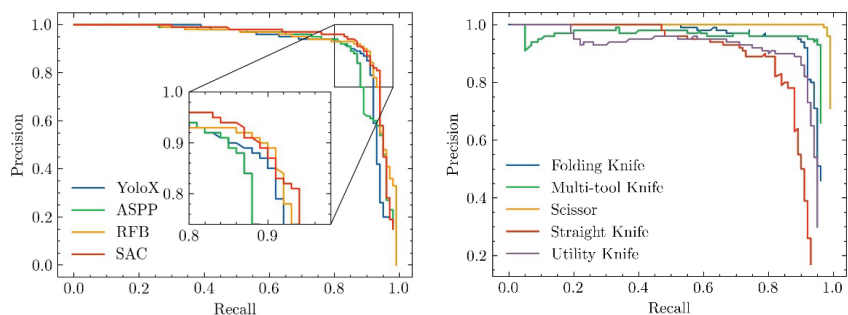 1.0
0.8
0.6
0.4
0.2
0.0
Precision
1.0
0.9
0.8
0.8
0.9
YoloX
ASPP
RFB
SAC
0.0
0.2
0.4
0.6
0.8
1.0
Recall
1.0
0.8
0.6
0.4
0.2
Precision
Folding Knife
Multi-tool Knife
Scissor
Straight Knife
Utility Knife
0.0
0.2
0.4
0.6
0.8
1.0
Recall